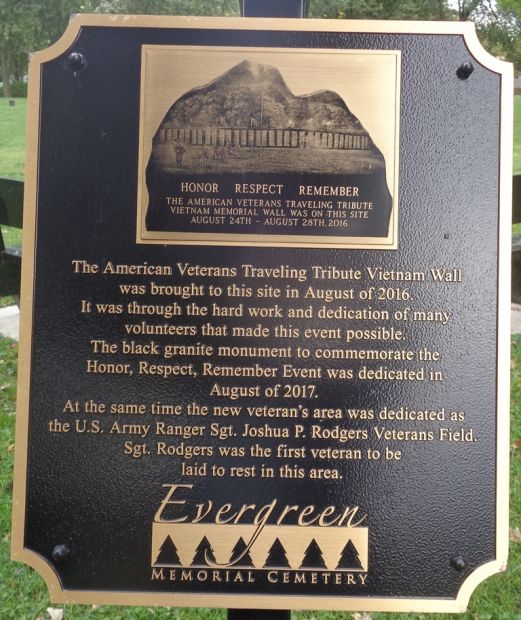 HONOR RESPECT REMEMBER
THE AMERICAN VETERANS TRAVELING TRIBUTE
VIETNAM MEMORIAL WALL WAS ON THIS SITE
AUGUST 24TH - AUGUST 28TH, 2016
The American Veterans Traveling Tribute Vietnam Wall
was brought to this site in August of 2016.
It was through the hard work and dedication of many
volunteers that made this event possible.
The black granite monument to commemorate the
Honor, Respect, Remember Event was dedicated in
August of 2017.
At the same time the new veteran's area was dedicated as
the U.S. Army Ranger Sgt. Joshua P. Rodgers Veterans Field.
Sgt. Rodgers was the first veteran to be
laid to rest in this area.
Evergreen
MEMORIAL CEMETERY